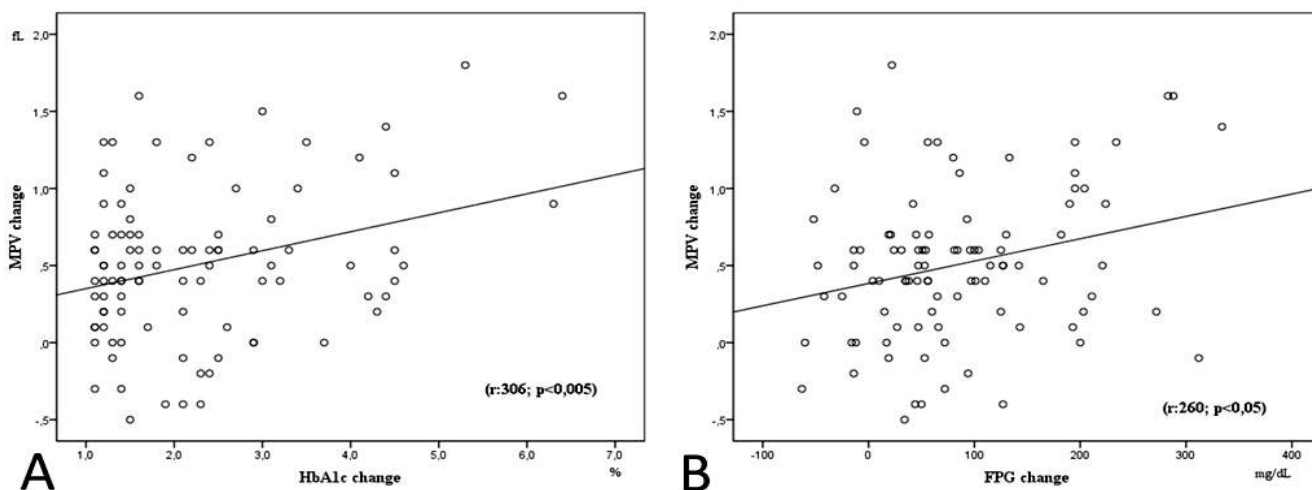 fL
2,0
1,5
1,0
,5
,0
-,5
MPV change
(r:306; p<0,005)
1,0 2,0 3,0 4,0 5,0 6,0 7,0
%
HbA1c change
A
2,0
1,5
1,0
,5
,0
-,5
MPV change
(r:260; p<0,05)
-100 0 100 200 300 400
mg/dL
FPG change
B